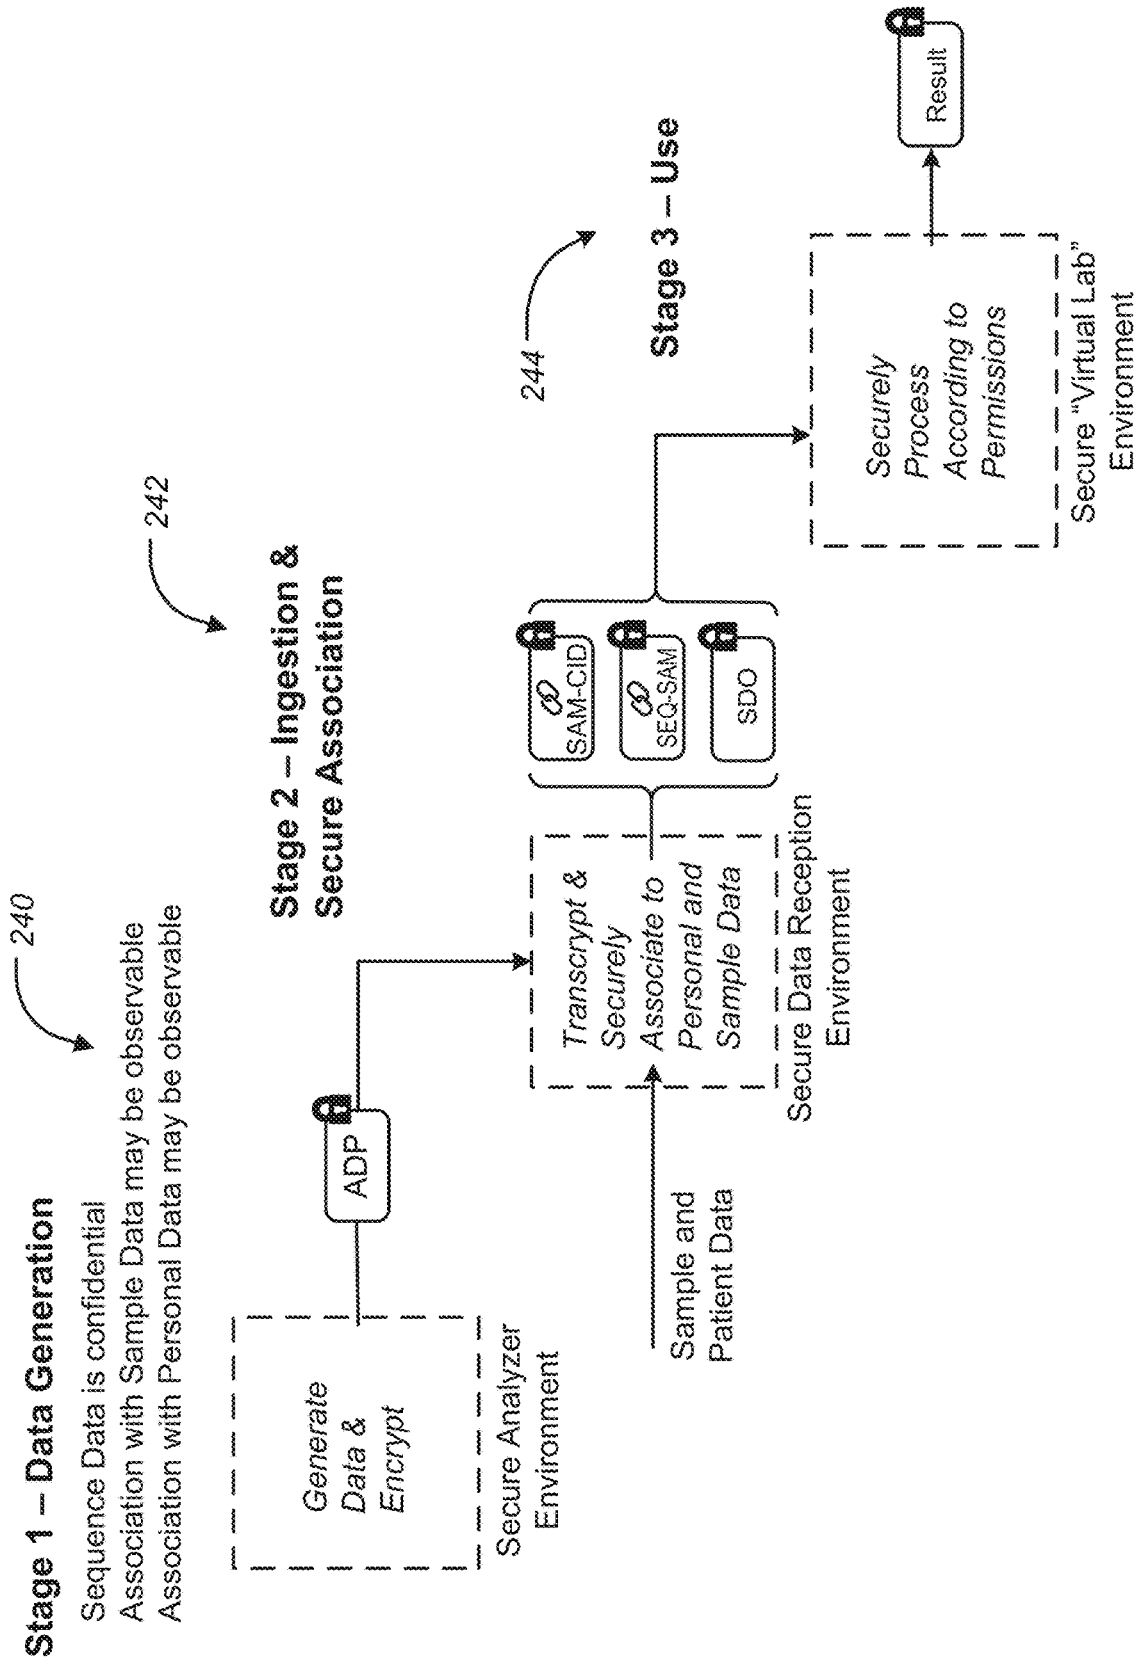 Stage 1 – Data Generation
240
Sequence Data is confidential
Association with Sample Data may be observable
Association with Personal Data may be observable
Generate
Data &
Encrypt
Secure Analyzer
Environment
ADP
242
Stage 2 – Ingestion &
Secure Association
Sample and
Patient Data
Transcrypt &
Securely
Associate to
Personal and
Sample Data
Secure Data Reception
Environment
SAM-CID
SEQ-SAM
SDO
244
Stage 3 – Use
Securely
Process
According to
Permissions
Secure "Virtual Lab"
Environment
Result